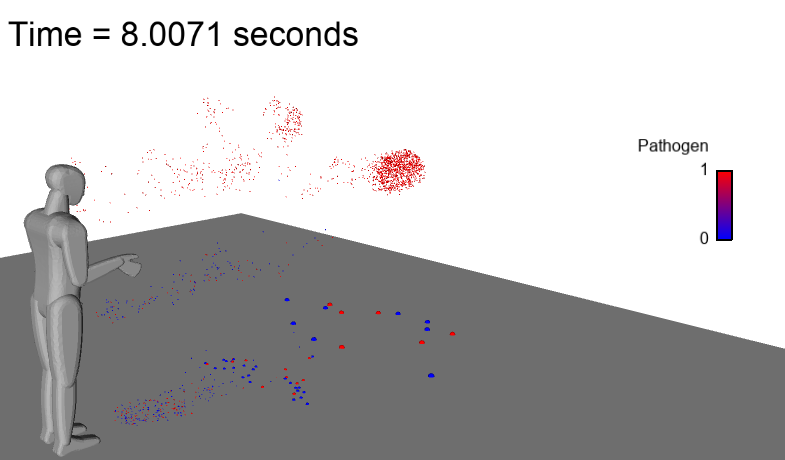 Time = 8.0071 seconds
Pathogen
1
0